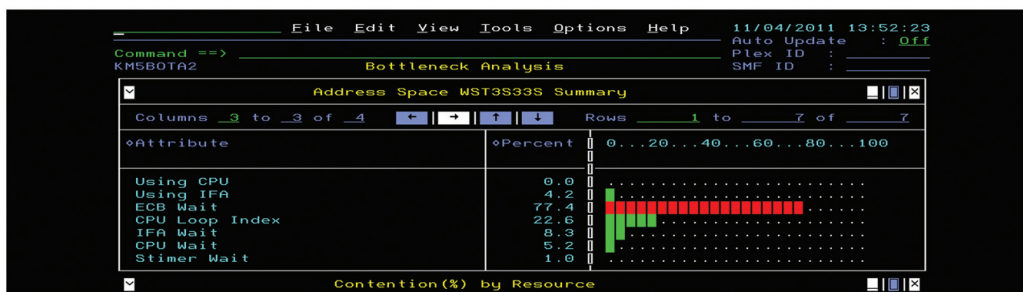 File Edit View Tools Options Help 11/04/2011 13:52:23
Auto Update : Off
Command ==>
Plex ID :
KM5BOTA2 Bottleneck Analysis SMF ID :
Address Space WST3S33S Summary
Columns 3 to 3 of 4 ← → ↑ ↓ Rows 1 to 7 of 7
◊Attribute ◊Percent 0...20...40...60...80...100
Using CPU 0.0
Using IFA 4.2
ECB Wait 77.4
CPU Loop Index 22.6
IFA Wait 8.3
CPU Wait 5.2
Stimer Wait 1.0
Contention(%) by Resource